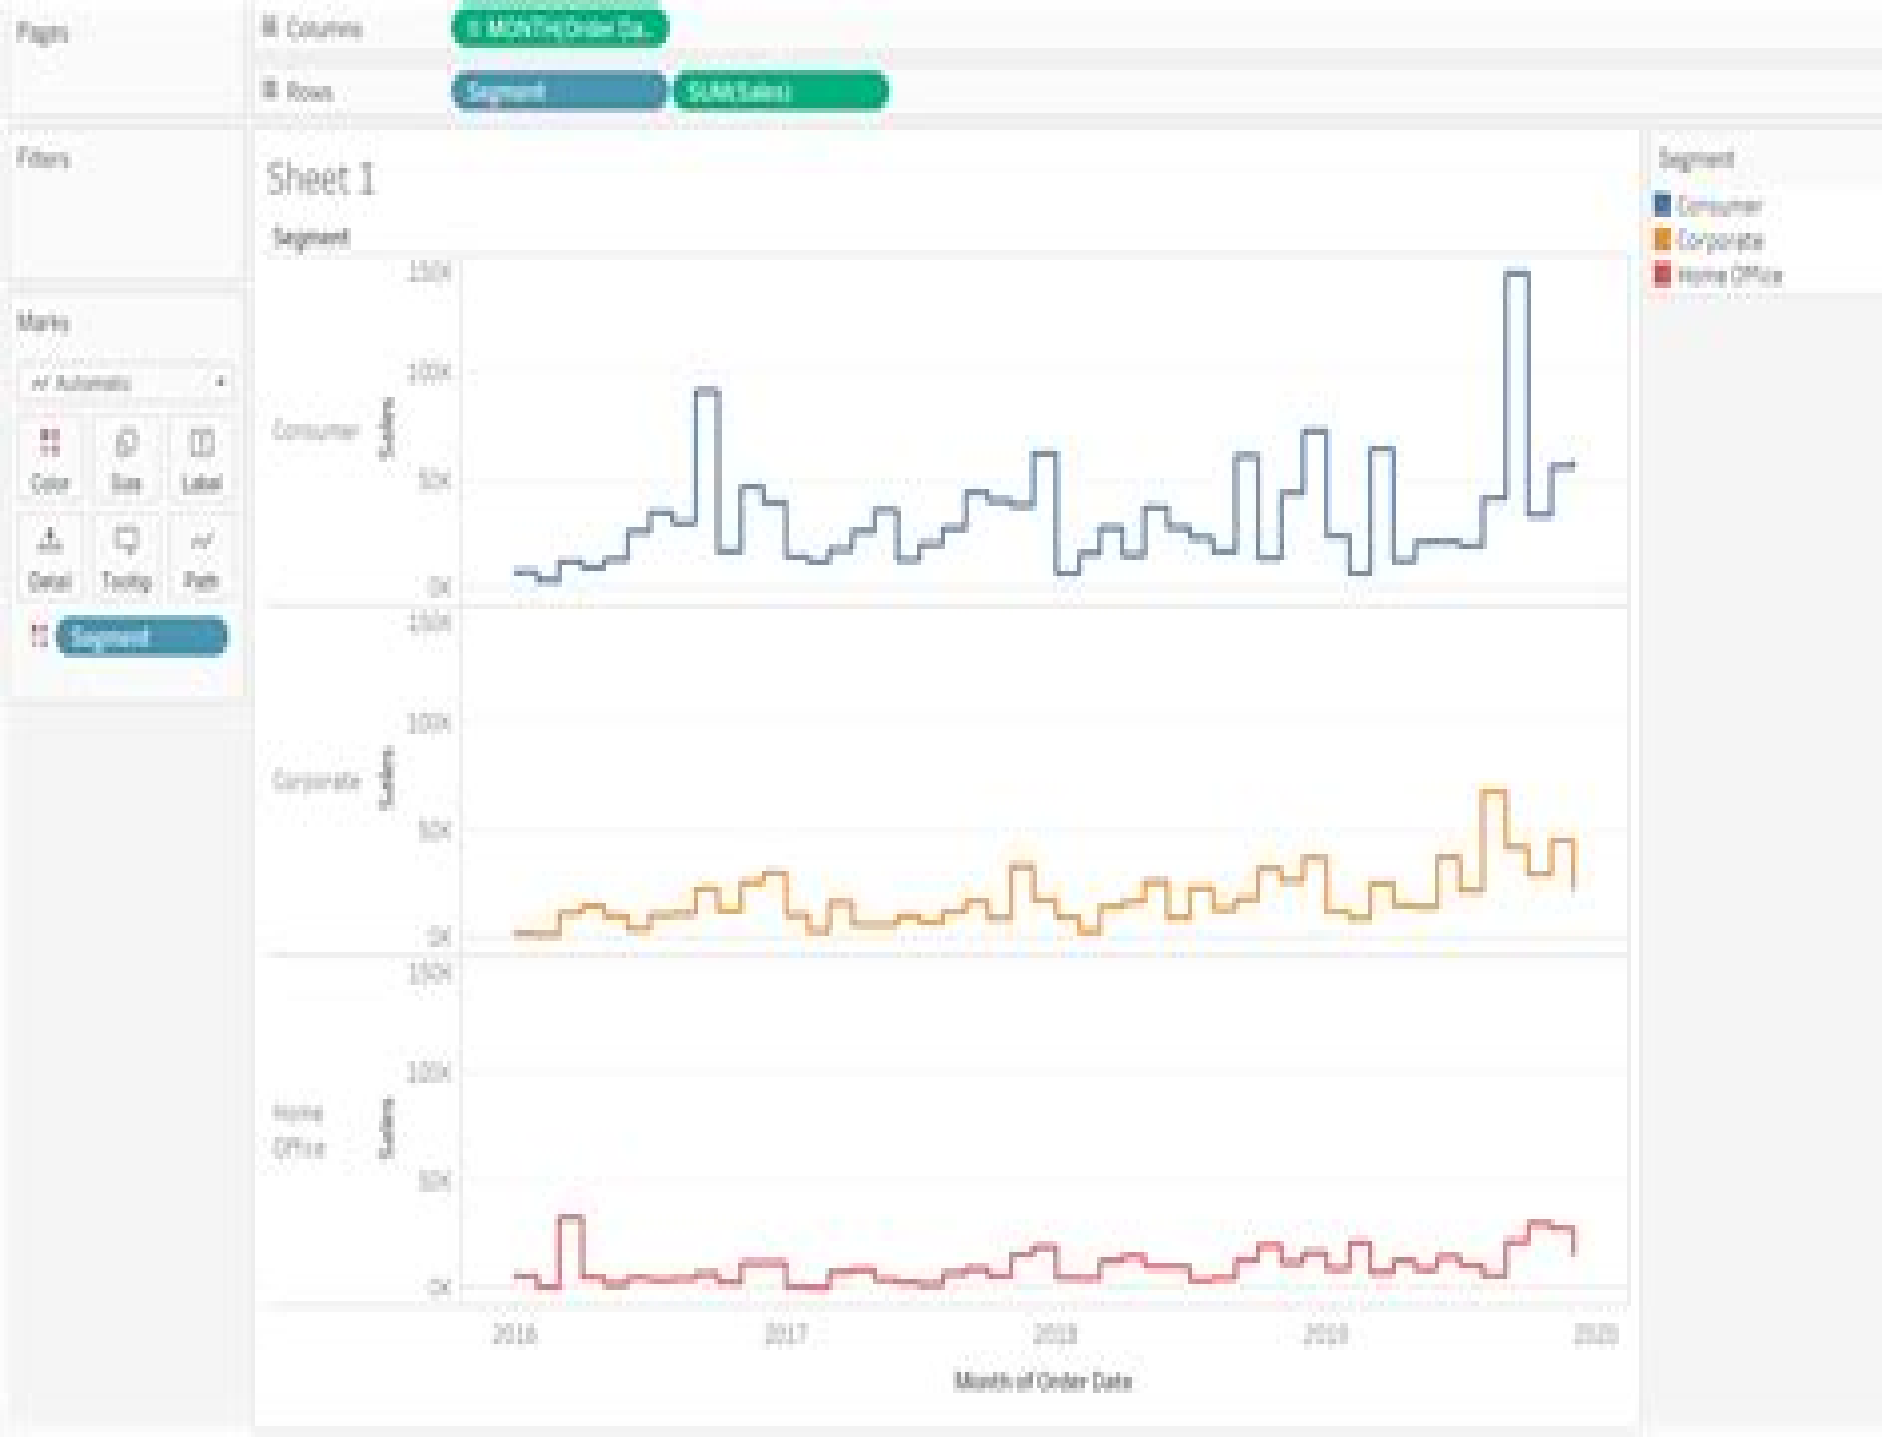 Pages
Columns
MONTH(Order Da..
Rows
Segment
SUM(Sales)
Filters
Sheet 1
Segment
Segment
Consumer
Corporate
Home Office
Marks
Automatic
Color
Size
Label
Detail
Tooltip
Path
Segment
150K
100K
50K
0K
Consumer
Sales
150K
100K
50K
0K
Corporate
Sales
150K
100K
50K
0K
Home
Office
Sales
2016
2017
2018
2019
2020
Month of Order Date